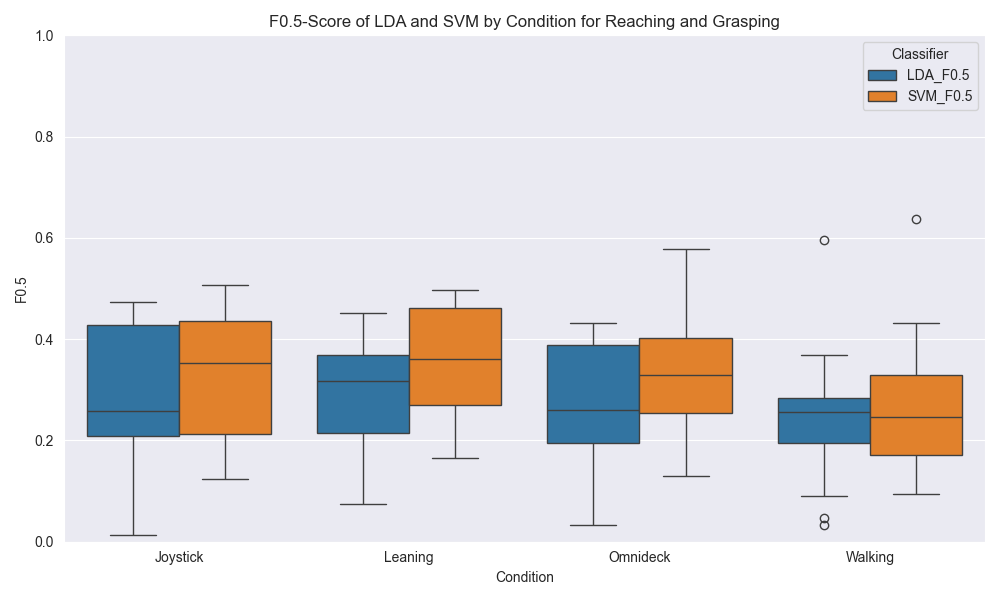 F0.5-Score of LDA and SVM by Condition for Reaching and Grasping
Classifier
LDA_F0.5
SVM_F0.5
F0.5
1.0
0.8
0.6
0.4
0.2
0.0
Joystick
Leaning
Omnideck
Walking
Condition